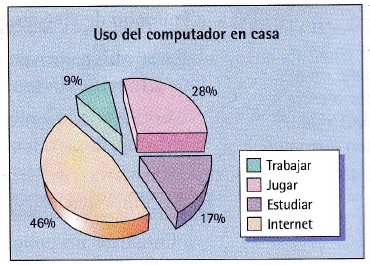 Uso del computador en casa
9%
28%
46%
17%
Trabajar
Jugar
Estudiar
Internet